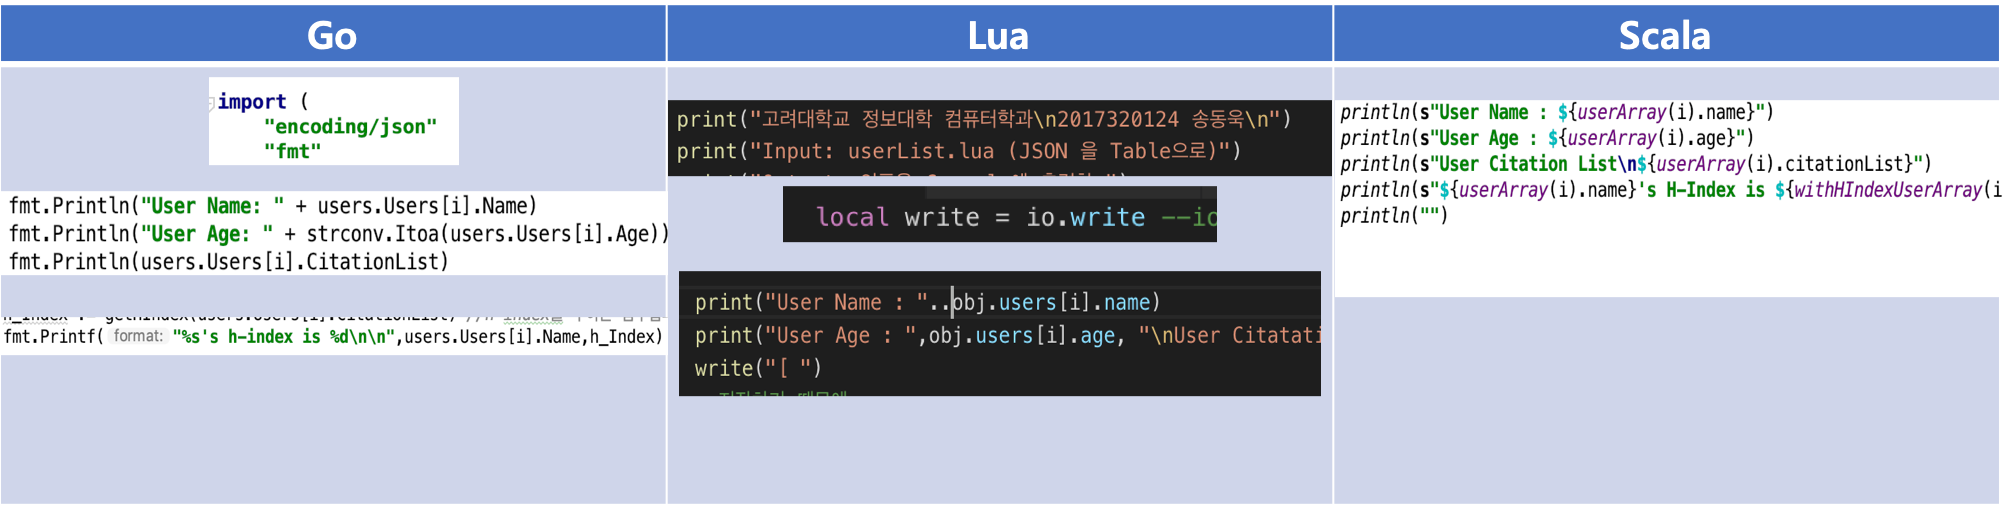 Go
Lua
Scala
import (
"encoding/json"
"fmt"
fmt.Println("User Name: " + users.Users[i].Name)
fmt.Println("User Age: " + strconv.Itoa(users.Users[i].Age))
fmt.Println(users.Users[i].CitationList)
fmt.Printf( format: "%s's h-index is %d\n\n",users.Users[i].Name,h_Index)
print("고려대학교 정보대학 컴퓨터학과\n2017320124 송동욱\n")
print("Input: userList.lua (JSON 을 Table으로)")
local write = io.write --io
print("User Name : "..obj.users[i].name)
print("User Age : ",obj.users[i].age, "\nUser Citatati
write("[ ")
println(s"User Name : ${userArray(i).name}")
println(s"User Age : ${userArray(i).age}")
println(s"User Citation List\n${userArray(i).citationList}")
println(s"${userArray(i).name}'s H-Index is ${withHIndexUserArray(i
println("")